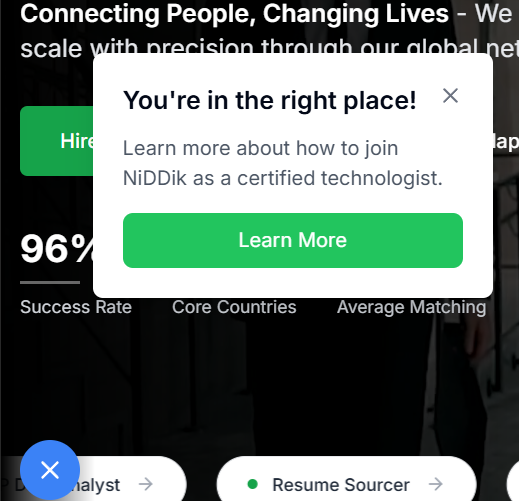 Connecting People, Changing Lives - We
scale with precision through our global net
You're in the right place!
Learn more about how to join
NiDDik as a certified technologist.
Learn More
Hire
96%
Success Rate
Core Countries
Average Matching
Resume Sourcer